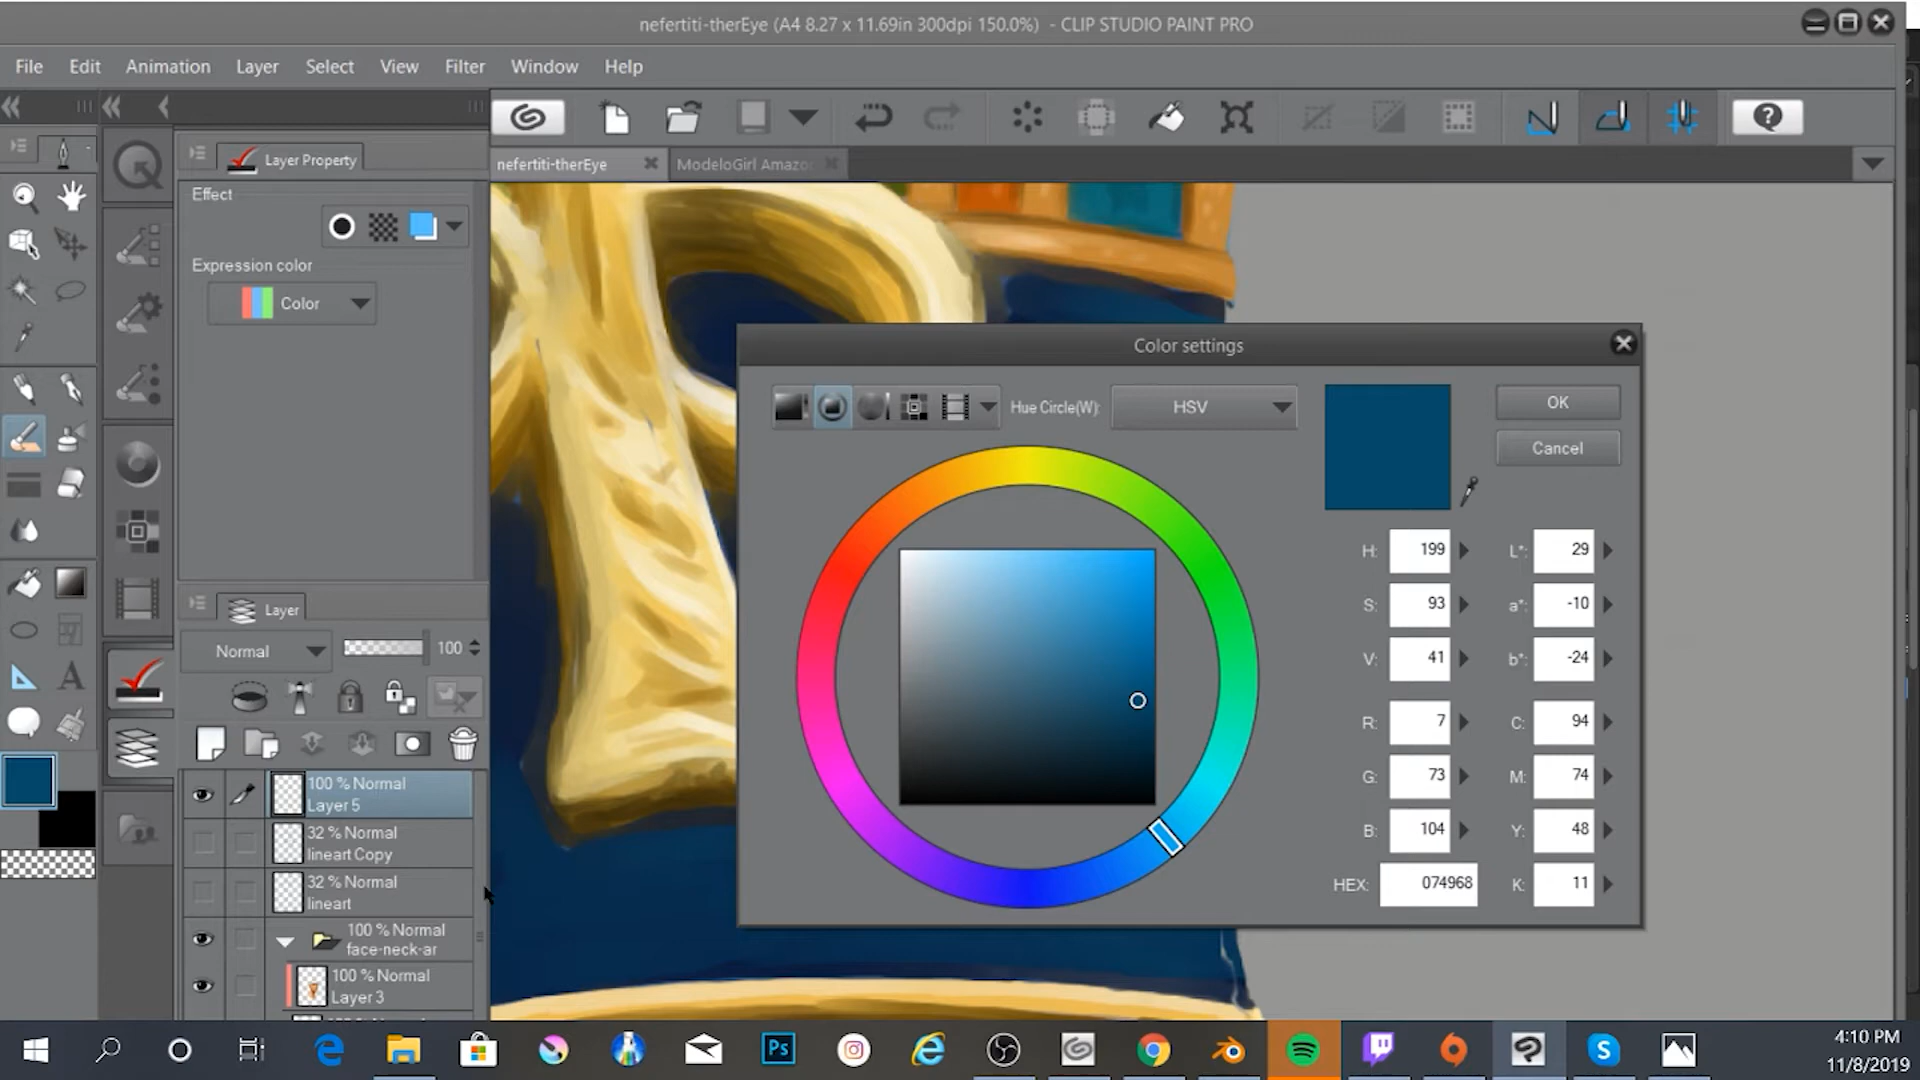 nefertiti-therEye (A4 8.27 x 11.69in 300dpi 150.0%) - CLIP STUDIO PAINT PRO
File Edit Animation Layer Select View Filter Window Help
nefertiti-therEye
ModeloGirl Amazo
Layer Property
Effect
Expression color
Color
Layer
Normal
100
100 % Normal
Layer 5
32 % Normal
lineart Copy
32 % Normal
lineart
100 % Normal
face-neck-ar
100 % Normal
Layer 3
Color settings
Hue Circle(W):
HSV
OK
Cancel
H: 199 L*: 29
S: 93 a*: -10
V: 41 b*: -24
R: 7 C: 94
G: 73 M: 74
B: 104 Y: 48
HEX: 074968 K: 11
Ps
4:10 PM
11/8/2019